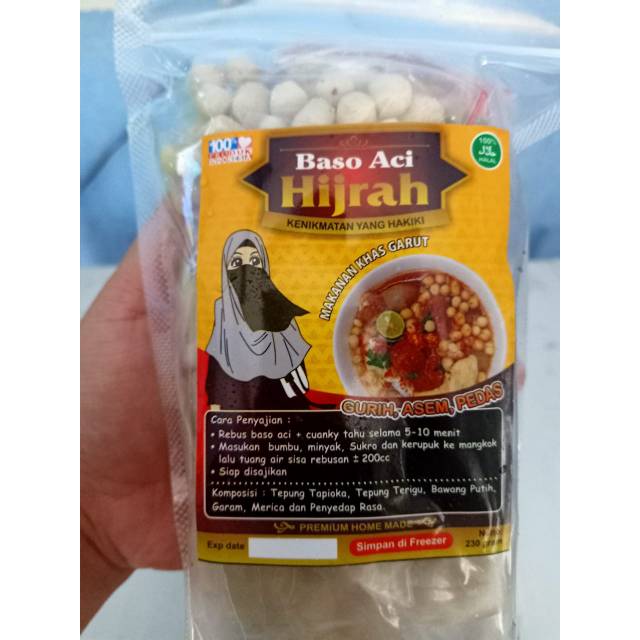 100%
100%
HALAL
Baso Aci
Hijrah
KENIKMATAN YANG HAKIKI
MAKANAN KHAS GARUT
GURIH, ASEM, PEDAS
Cara Penyajian :
• Rebus baso aci + cuanky tahu selama 5-10 menit
• Masukan bumbu, minyak, Sukro dan kerupuk ke mangkok
lalu tuang air sisa rebusan ± 200cc
• Siap disajikan
Komposisi : Tepung Tapioka, Tepung Terigu, Bawang Putih,
Garam, Merica dan Penyedap Rasa.
PREMIUM HOME MADE
Exp date
Simpan di Freezer
230